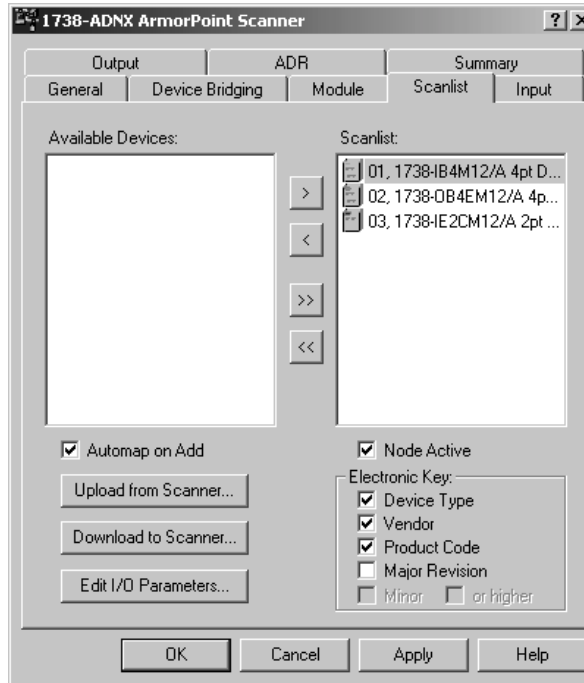 1738-ADNX ArmorPoint Scanner
Output ADR Summary
General Device Bridging Module Scanlist Input
Available Devices: Scanlist:
01, 1738-IB4M12/A 4pt D...
02, 1738-OB4EM12/A 4p...
03, 1738-IE2CM12/A 2pt ...
>
<
>>
<<
Automap on Add Node Active
Upload from Scanner...
Download to Scanner...
Edit I/O Parameters...
Electronic Key:
Device Type
Vendor
Product Code
Major Revision
Minor or higher
OK Cancel Apply Help